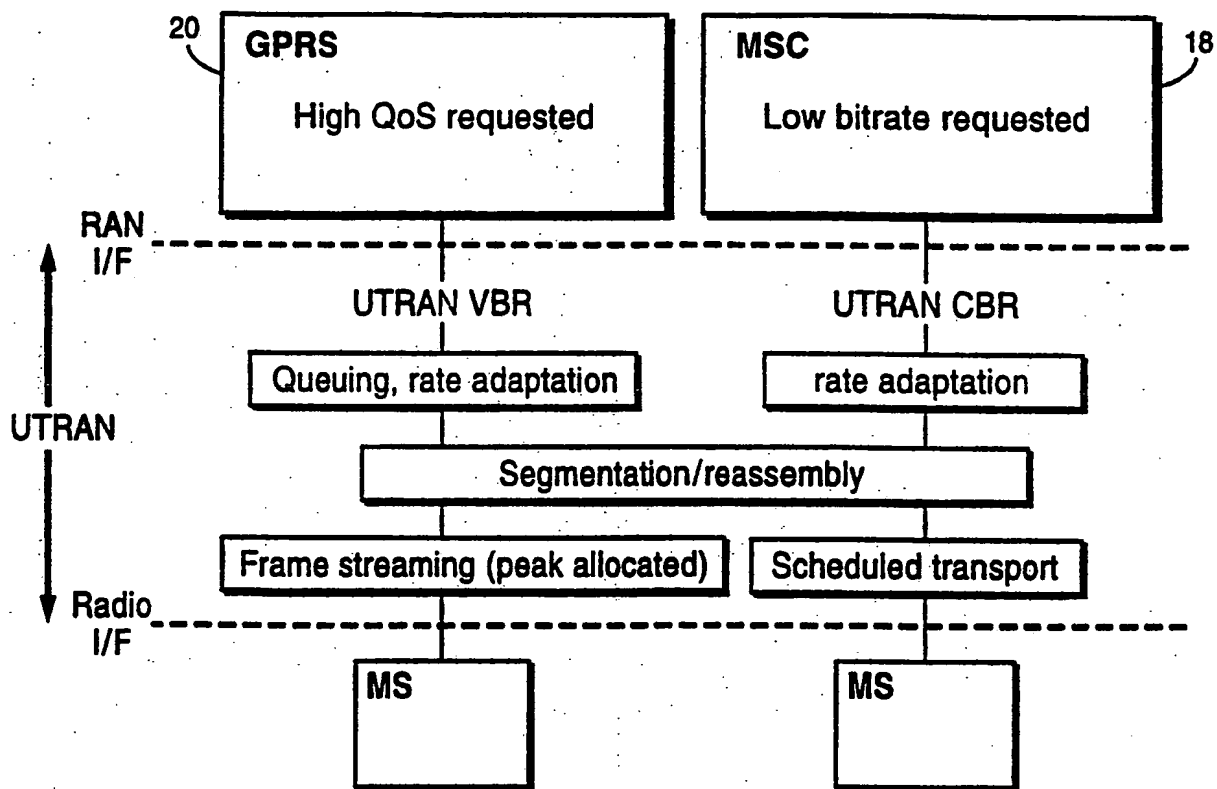 20
GPRS
High QoS requested
MSC
Low bitrate requested
18
RAN
I/F
UTRAN VBR
UTRAN CBR
Queuing, rate adaptation
rate adaptation
UTRAN
Segmentation/reassembly
Frame streaming (peak allocated)
Scheduled transport
Radio
I/F
MS
MS